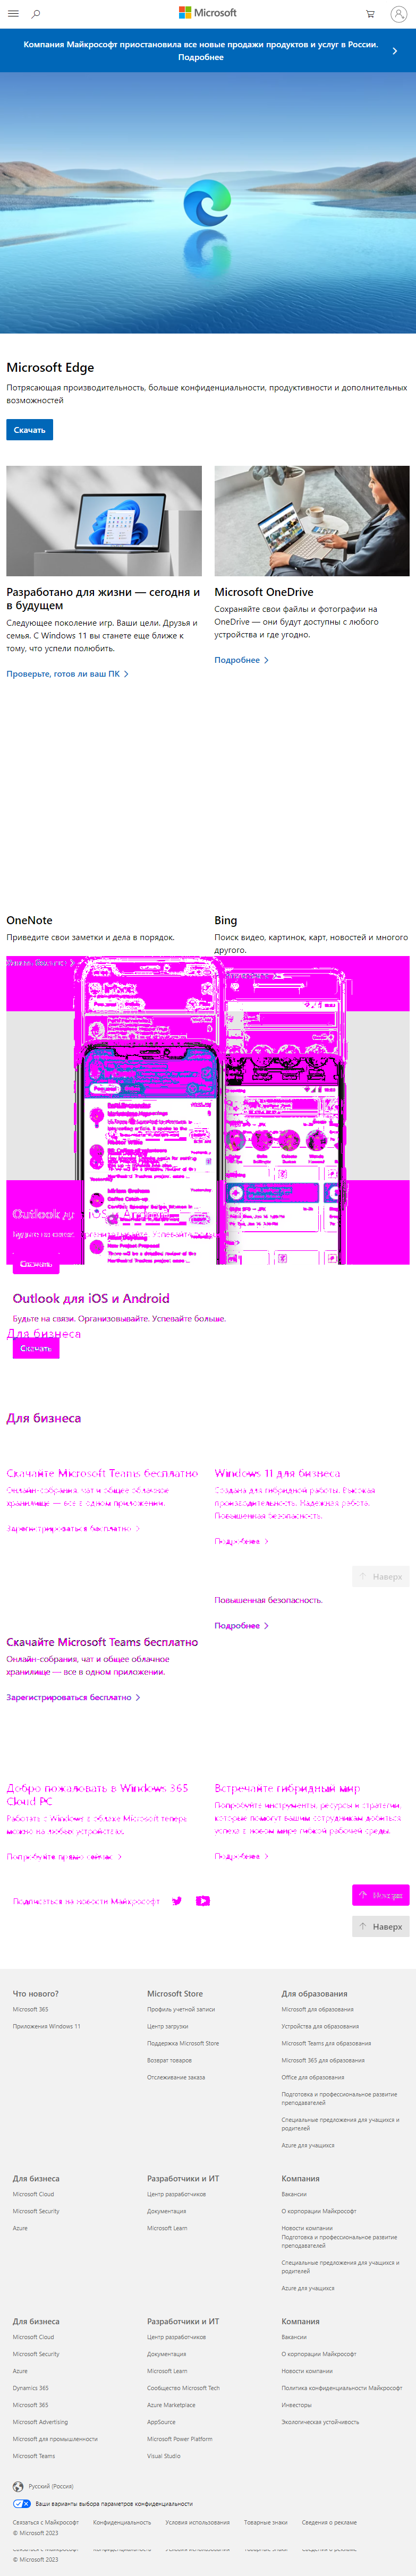 Microsoft
Компания Майкрософт приостановила все новые продажи продуктов и услуг в России.
Подробнее
Microsoft Edge
Потрясающая производительность, больше конфиденциальности, продуктивности и дополнительных
возможностей
Скачать
Разработано для жизни — сегодня и
в будущем
Следующее поколение игр. Ваши цели. Друзья и
семья. С Windows 11 вы станете еще ближе к
тому, что успели полюбить.
Проверьте, готов ли ваш ПК
Microsoft OneDrive
Сохраняйте свои файлы и фотографии на
OneDrive — они будут доступны с любого
устройства и где угодно.
Подробнее
OneNote
Приведите свои заметки и дела в порядок.
Bing
Поиск видео, картинок, карт, новостей и многого
другого.
Outlook для iOS и Android
Скачать
Outlook для iOS и Android
Будьте на связи. Организовывайте. Успевайте больше.
Для бизнеса
Скачать
Для бизнеса
Скачайте Microsoft Teams бесплатно
Онлайн-собрания, чат и общее облачное
хранилище — все в одном приложении.
Зарегистрироваться бесплатно
Windows 11 для бизнеса
Создана для гибридной работы. Высокая
производительность. Надежная работа.
Повышенная безопасность.
Подробнее
Наверх
Повышенная безопасность.
Подробнее
Скачайте Microsoft Teams бесплатно
Онлайн-собрания, чат и общее облачное
хранилище — все в одном приложении.
Зарегистрироваться бесплатно
Добро пожаловать в Windows 365
Cloud PC
Работать с Windows в облаке Microsoft теперь
можно на любых устройствах.
Попробуйте прямо сейчас
Встречайте гибридный мир
Попробуйте инструменты, ресурсы и стратегии,
которые помогут вашим сотрудникам добиться
успеха в новом мире гибкой рабочей среды.
Подробнее
Подписаться на новости Майкрософт
Наверх
Наверх
Что нового?
Microsoft 365
Приложения Windows 11
Microsoft Store
Профиль учетной записи
Центр загрузки
Поддержка Microsoft Store
Возврат товаров
Отслеживание заказа
Для образования
Microsoft для образования
Устройства для образования
Microsoft Teams для образования
Microsoft 365 для образования
Office для образования
Подготовка и профессиональное развитие
преподавателей
Специальные предложения для учащихся и
родителей
Azure для учащихся
Для бизнеса
Microsoft Cloud
Microsoft Security
Azure
Разработчики и ИТ
Центр разработчиков
Документация
Microsoft Learn
Компания
Вакансии
О корпорации Майкрософт
Новости компании
Подготовка и профессиональное развитие
преподавателей
Специальные предложения для учащихся и
родителей
Azure для учащихся
Для бизнеса
Microsoft Cloud
Microsoft Security
Azure
Dynamics 365
Microsoft 365
Microsoft Advertising
Microsoft для промышленности
Microsoft Teams
Разработчики и ИТ
Центр разработчиков
Документация
Microsoft Learn
Сообщество Microsoft Tech
Azure Marketplace
AppSource
Microsoft Power Platform
Visual Studio
Компания
Вакансии
О корпорации Майкрософт
Новости компании
Политика конфиденциальности Майкрософт
Инвесторы
Экологическая устойчивость
Русский (Россия)
Ваши варианты выбора параметров конфиденциальности
Связаться с Майкрософт
Конфиденциальность
Условия использования
Товарные знаки
Сведения о рекламе
© Microsoft 2023
© Microsoft 2023